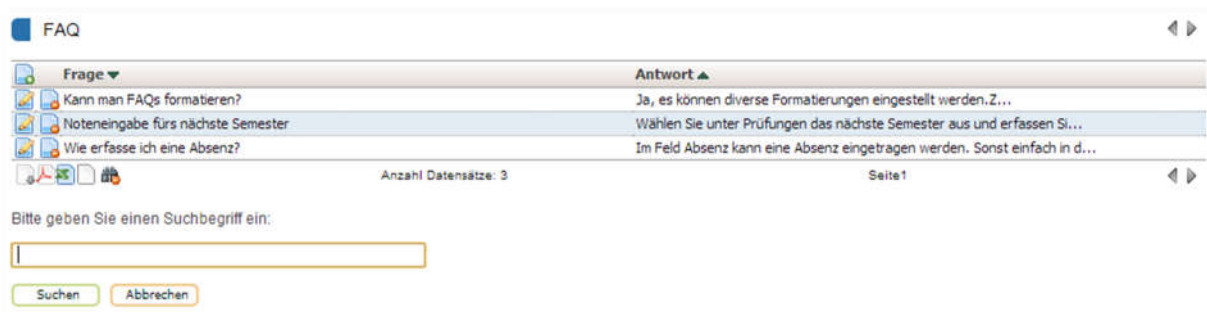 FAQ
Frage Antwort
Kann man FAQs formatieren? Ja, es können diverse Formatierungen eingestellt werden.Z...
Noteneingabe fürs nächste Semester Wählen Sie unter Prüfungen das nächste Semester aus und erfassen Si...
Wie erfasse ich eine Absenz? Im Feld Absenz kann eine Absenz eingetragen werden. Sonst einfach in d...
Anzahl Datensätze: 3 Seite1
Bitte geben Sie einen Suchbegriff ein:
Suchen Abbrechen